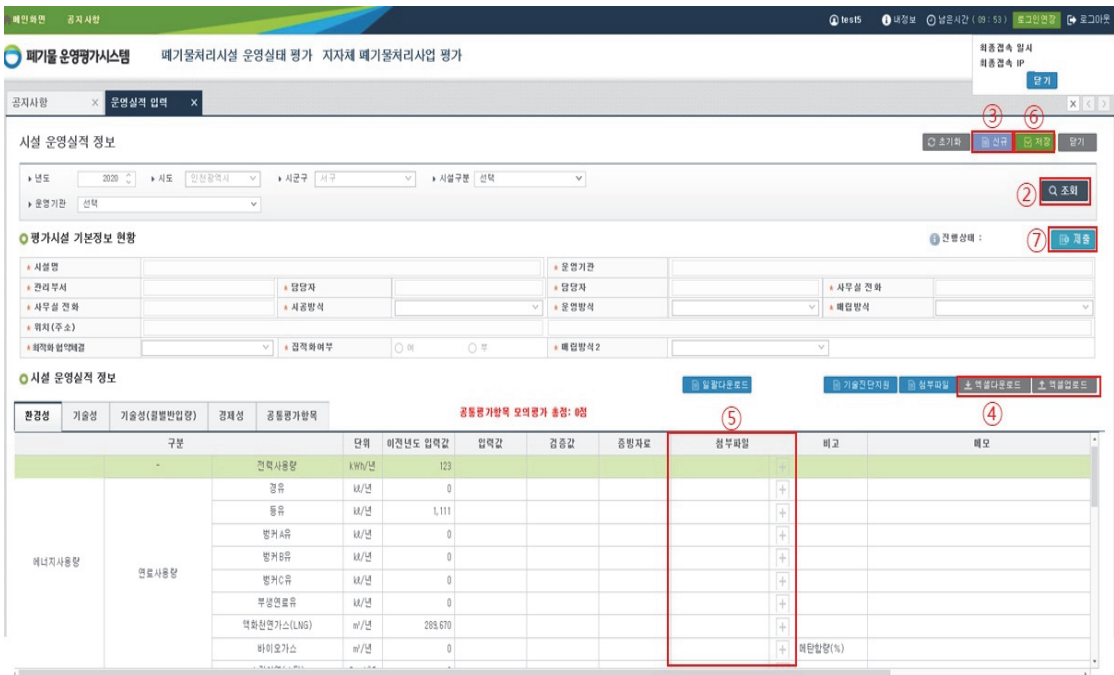 메인화면 공지사항 test5 내정보 남은시간 ( 09 : 53 ) 로그인연장 로그아웃
폐기물 운영평가시스템 폐기물처리시설 운영실태 평가 지자체 폐기물처리사업 평가
최종접속 일시
최종접속 IP
닫기
공지사항 X 운영실적 입력 X X < >
③ ⑥
시설 운영실적 정보 초기화 신규 저장 닫기
년도 2020 시도 인천광역시 시군구 서구 시설구분 선택
② 조회
운영기관 선택
평가시설 기본정보 현황 진행상태 : ⑦ 제출
* 시설명 * 운영기관
* 관리부서 * 담당자 * 담당자 * 사무실 전화
* 사무실 전화 * 시공방식 * 운영방식 * 매립방식
* 위치(주소)
* 최적화 협약체결 * 집적화여부 여 부 * 매립방식2
시설 운영실적 정보 일괄다운로드 기술진단지원 첨부파일 엑셀다운로드 엑셀업로드
환경성 기술성 기술성(월별반입량) 경제성 공통평가항목 공통평가항목 모의평가 총점: 0점 ⑤ ④
구분 단위 이전년도 입력값 입력값 검증값 증빙자료 첨부파일 비고 메모
- 전력사용량 kWh/년 123 +
경유 kℓ/년 0 +
등유 kℓ/년 1,111 +
벙커A유 kℓ/년 0 +
에너지사용량 연료사용량 벙커B유 kℓ/년 0 +
벙커C유 kℓ/년 0 +
부생연료유 kℓ/년 0 +
액화천연가스(LNG) ㎥/년 289,670 +
바이오가스 ㎥/년 0 + 메탄함량(%)